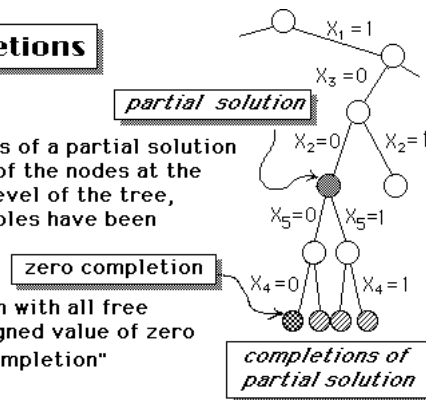 etions
X1 = 1
X3 = 0
partial solution
s of a partial solution
X2=0
X2=1
of the nodes at the
evel of the tree,
bles have been
X5=0
X5=1
zero completion
X4=0
X4=1
n with all free
gned value of zero
mpletion"
completions of
partial solution